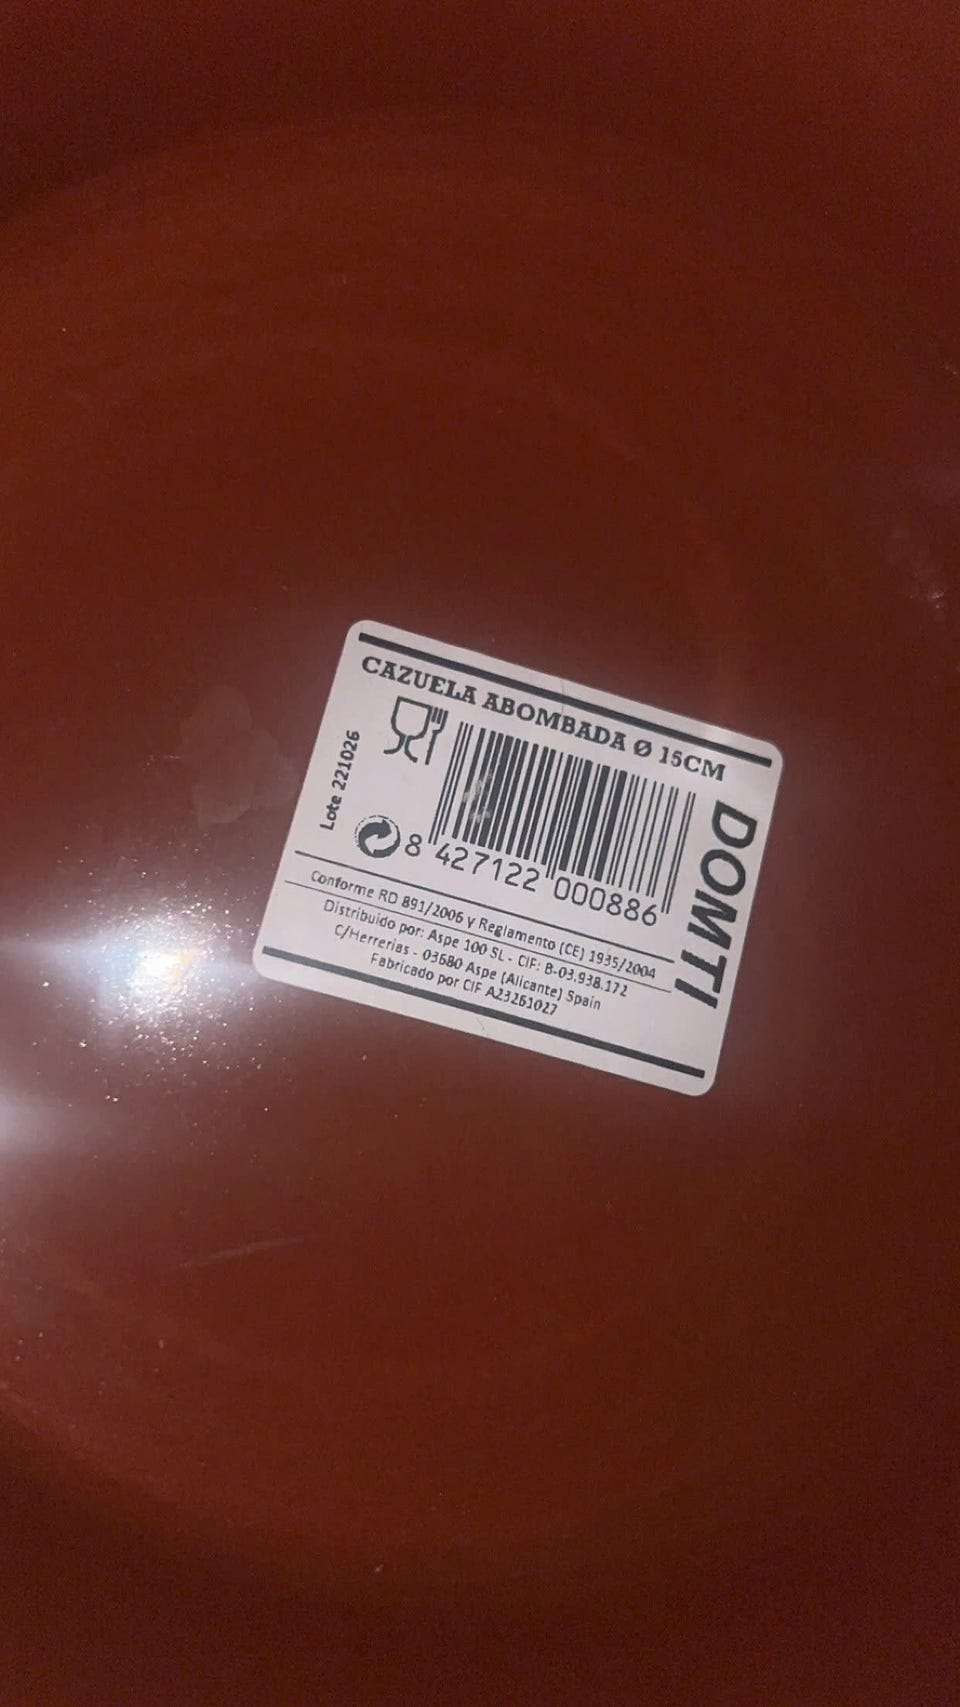 CAZUELA ABOMBADA Ø 15CM
Lote 221026
8 427122 000886
DOMTI
Conforme RD 891/2006 y Reglamento (CE) 1935/2004
Distribuido por: Aspe 100 SL - CIF: B-03.938.172
C/Herrerias - 03680 Aspe (Alicante) Spain
Fabricado por CIF A23261027